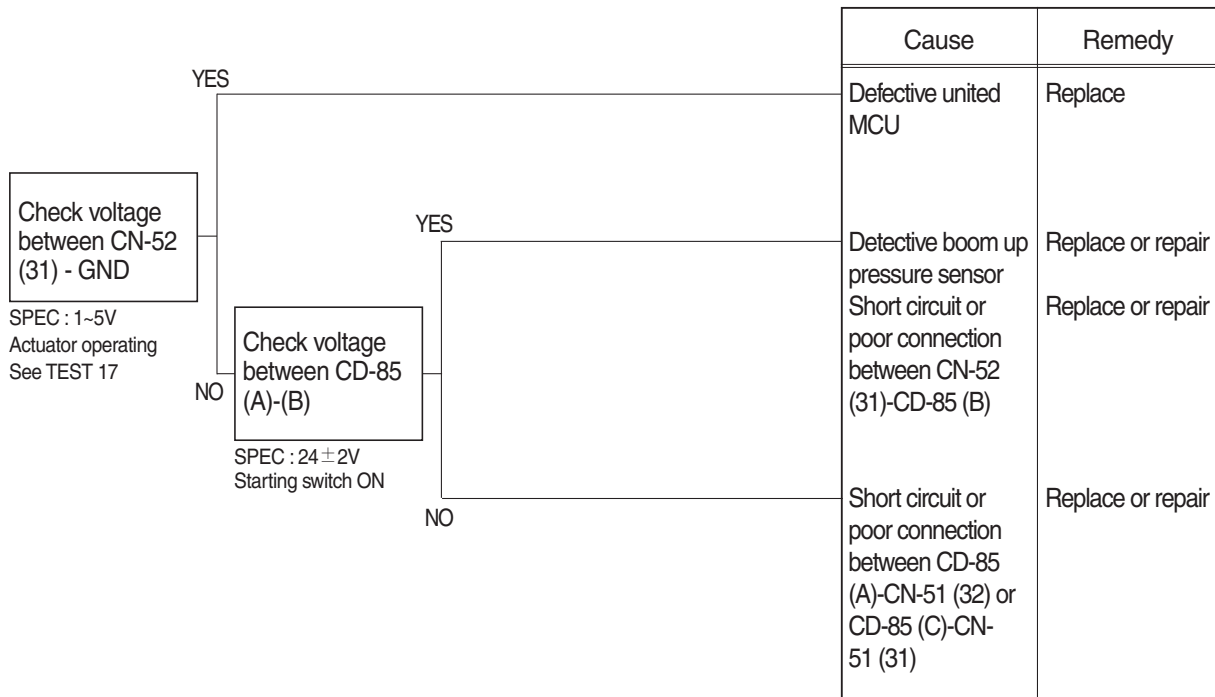 Cause Remedy
YES
Defective united Replace
MCU
Check voltage
between CN-52
(31) - GND
SPEC : 1~5V
Actuator operating
See TEST 17
YES
Detective boom up Replace or repair
pressure sensor
Short circuit or Replace or repair
poor connection
between CN-52
(31)-CD-85 (B)
NO
Check voltage
between CD-85
(A)-(B)
SPEC : 24±2V
Starting switch ON
NO
Short circuit or Replace or repair
poor connection
between CD-85
(A)-CN-51 (32) or
CD-85 (C)-CN-
51 (31)